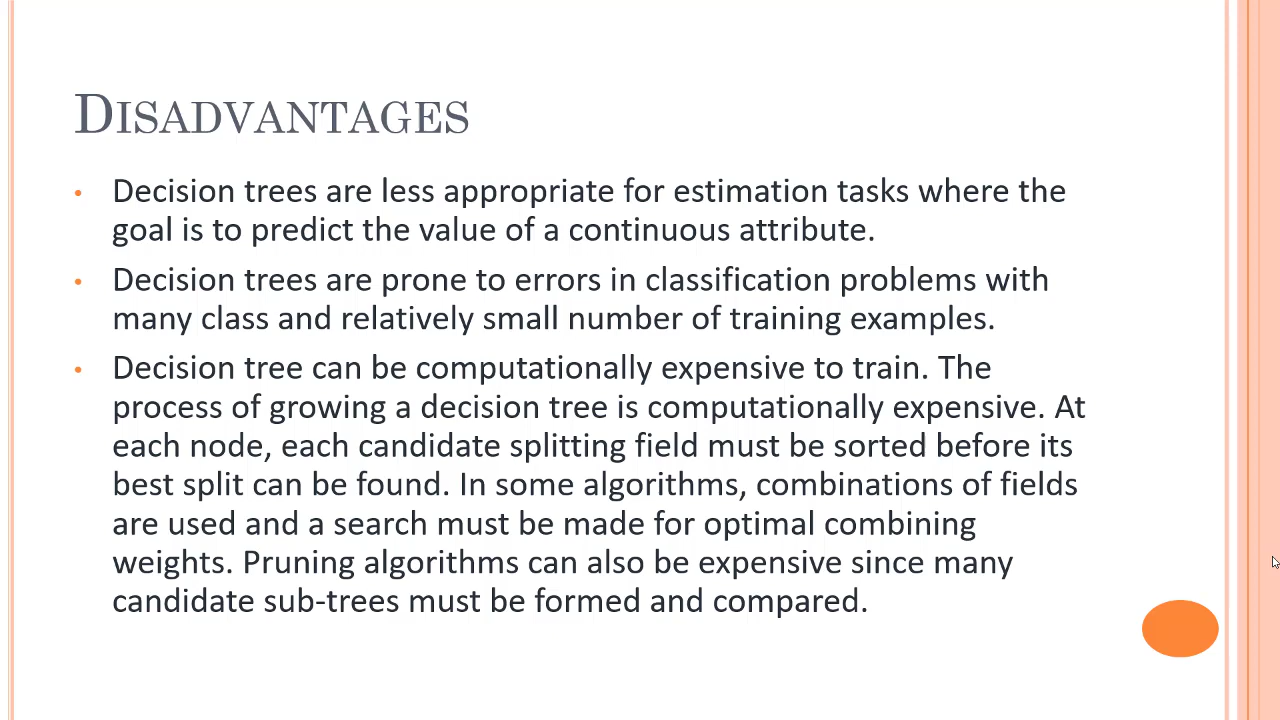 DISADVANTAGES
• Decision trees are less appropriate for estimation tasks where the
goal is to predict the value of a continuous attribute.
• Decision trees are prone to errors in classification problems with
many class and relatively small number of training examples.
• Decision tree can be computationally expensive to train. The
process of growing a decision tree is computationally expensive. At
each node, each candidate splitting field must be sorted before its
best split can be found. In some algorithms, combinations of fields
are used and a search must be made for optimal combining
weights. Pruning algorithms can also be expensive since many
candidate sub-trees must be formed and compared.